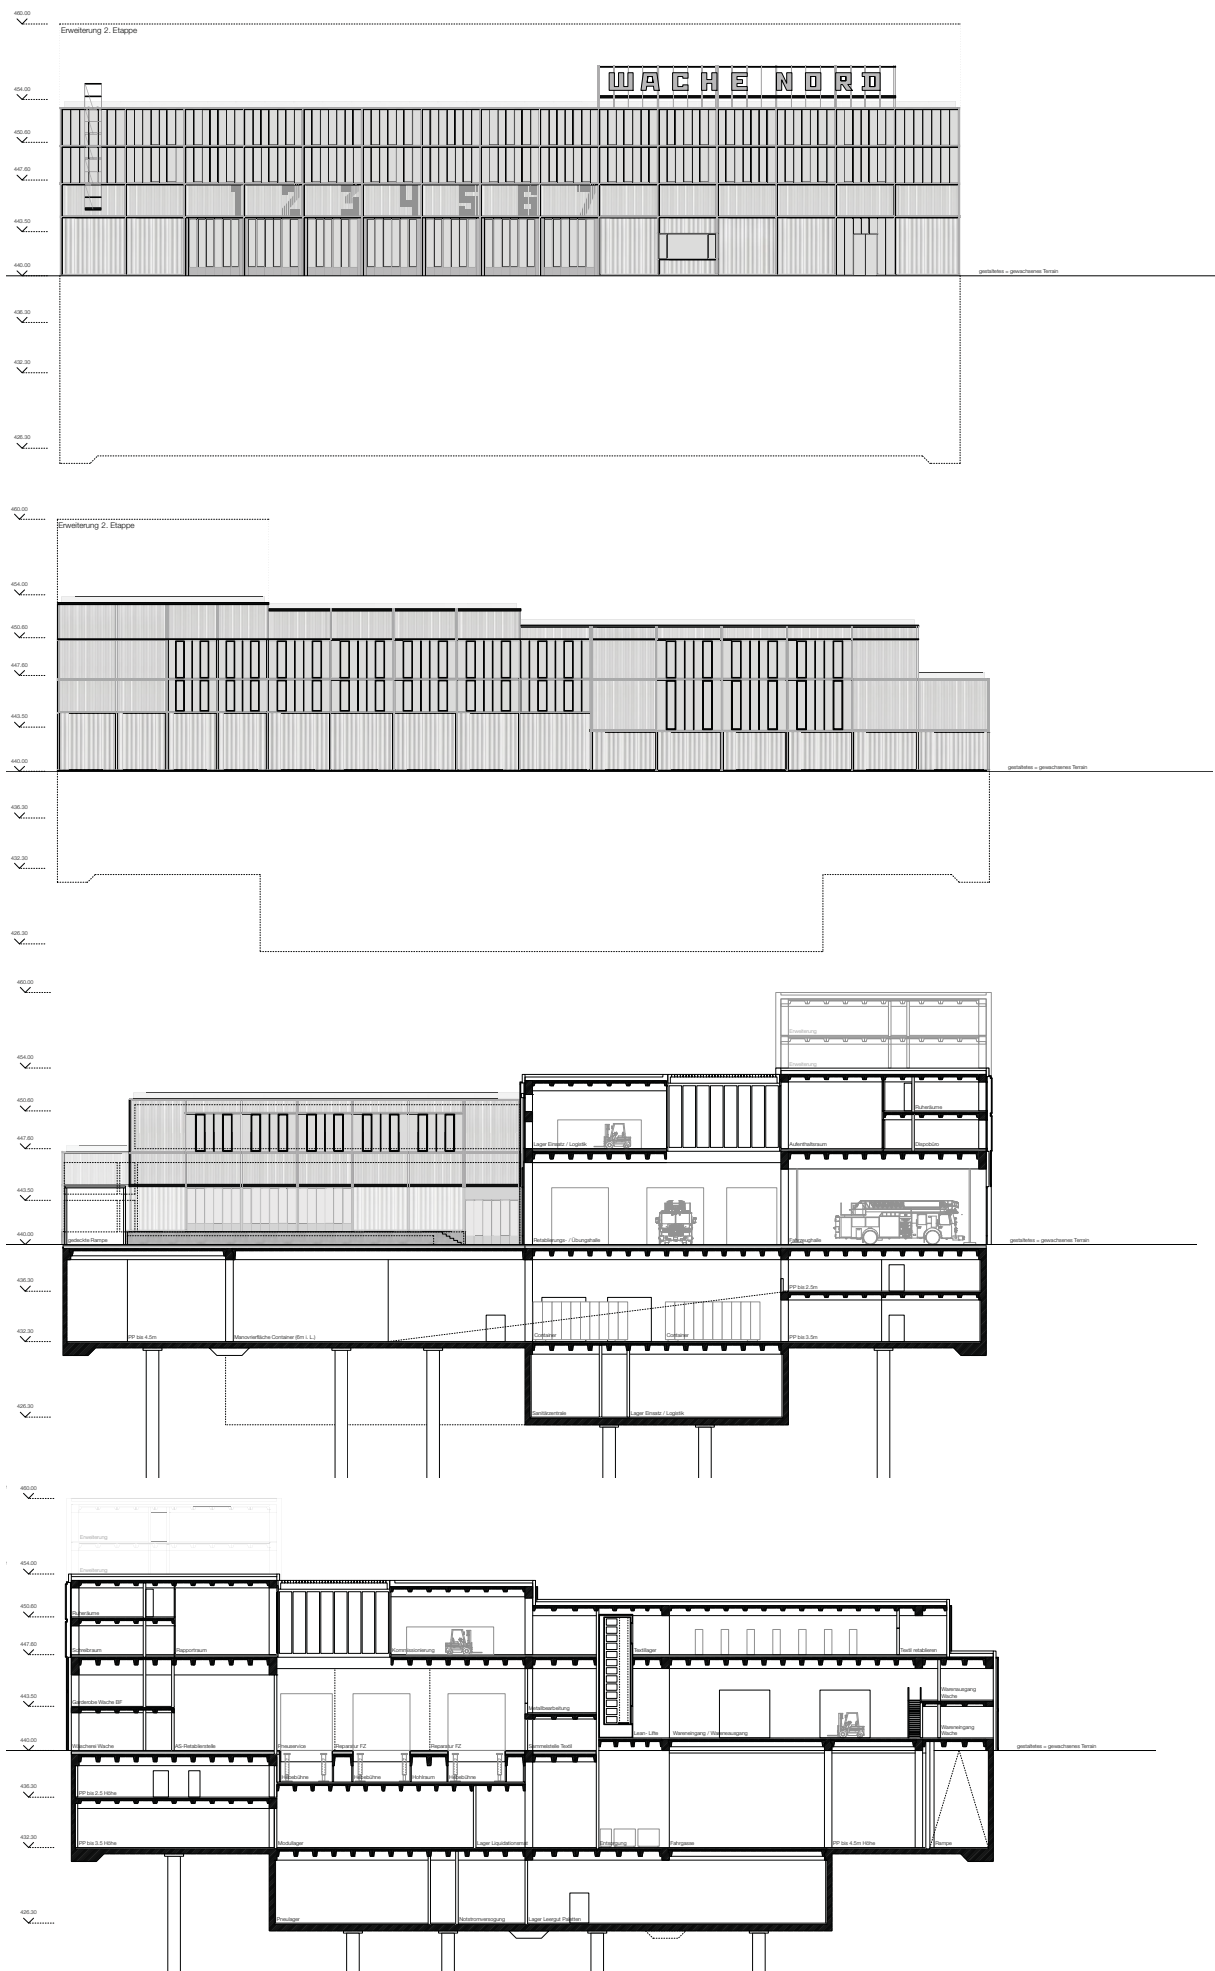 460.00
Erweiterung 2. Etappe
WACHE NORD
454.00
450.60
447.60
1 2 3 4 5 6 7
443.50
440.00
gestaltetes = gewachsenes Terrain
436.30
432.30
426.30
460.00
Erweiterung 2. Etappe
454.00
450.60
447.60
443.50
440.00
gestaltetes = gewachsenes Terrain
436.30
432.30
426.30
460.00
Erweiterung
454.00
Erweiterung
450.60
Ruheräume
447.60
Lager Einsatz / Logistik
Aufenthaltsraum
Dispobüro
443.50
440.00
gedeckte Rampe
Retablierungs- / Übungshalle
Fahrzeughalle
gestaltetes = gewachsenes Terrain
436.30
PP bis 2.5m
432.30
PP bis 4.5m
Manövrierfläche Container (6m i. L.)
Container
Container
PP bis 3.5m
426.30
Sanitärzentrale
Lager Einsatz / Logistik
460.00
Erweiterung
454.00
Erweiterung
450.60
Ruheräume
447.60
Schreibraum
Rapportraum
Kommissionierung
Textillager
Textil retablieren
443.50
Garderobe Wache BF
Metallbearbeitung
Warenausgang
Wache
Lean- Lifte
Wareneingang / Warenausgang
Wareneingang
Wache
440.00
Wäscherei Wache
AS-Retablierstelle
Pneuservice
Reparatur FZ
Reparatur FZ
Sammelstelle Textil
gestaltetes = gewachsenes Terrain
436.30
PP bis 2.5 Höhe
Hebebühne
Hebebühne
Hohlraum
Hebebühne
432.30
PP bis 3.5 Höhe
Modullager
Lager Liquidationsmat.
Entsorgung
Fahrgasse
PP bis 4.5m Höhe
Rampe
426.30
Pneulager
Notstromversorgung
Lager Leergut Paletten